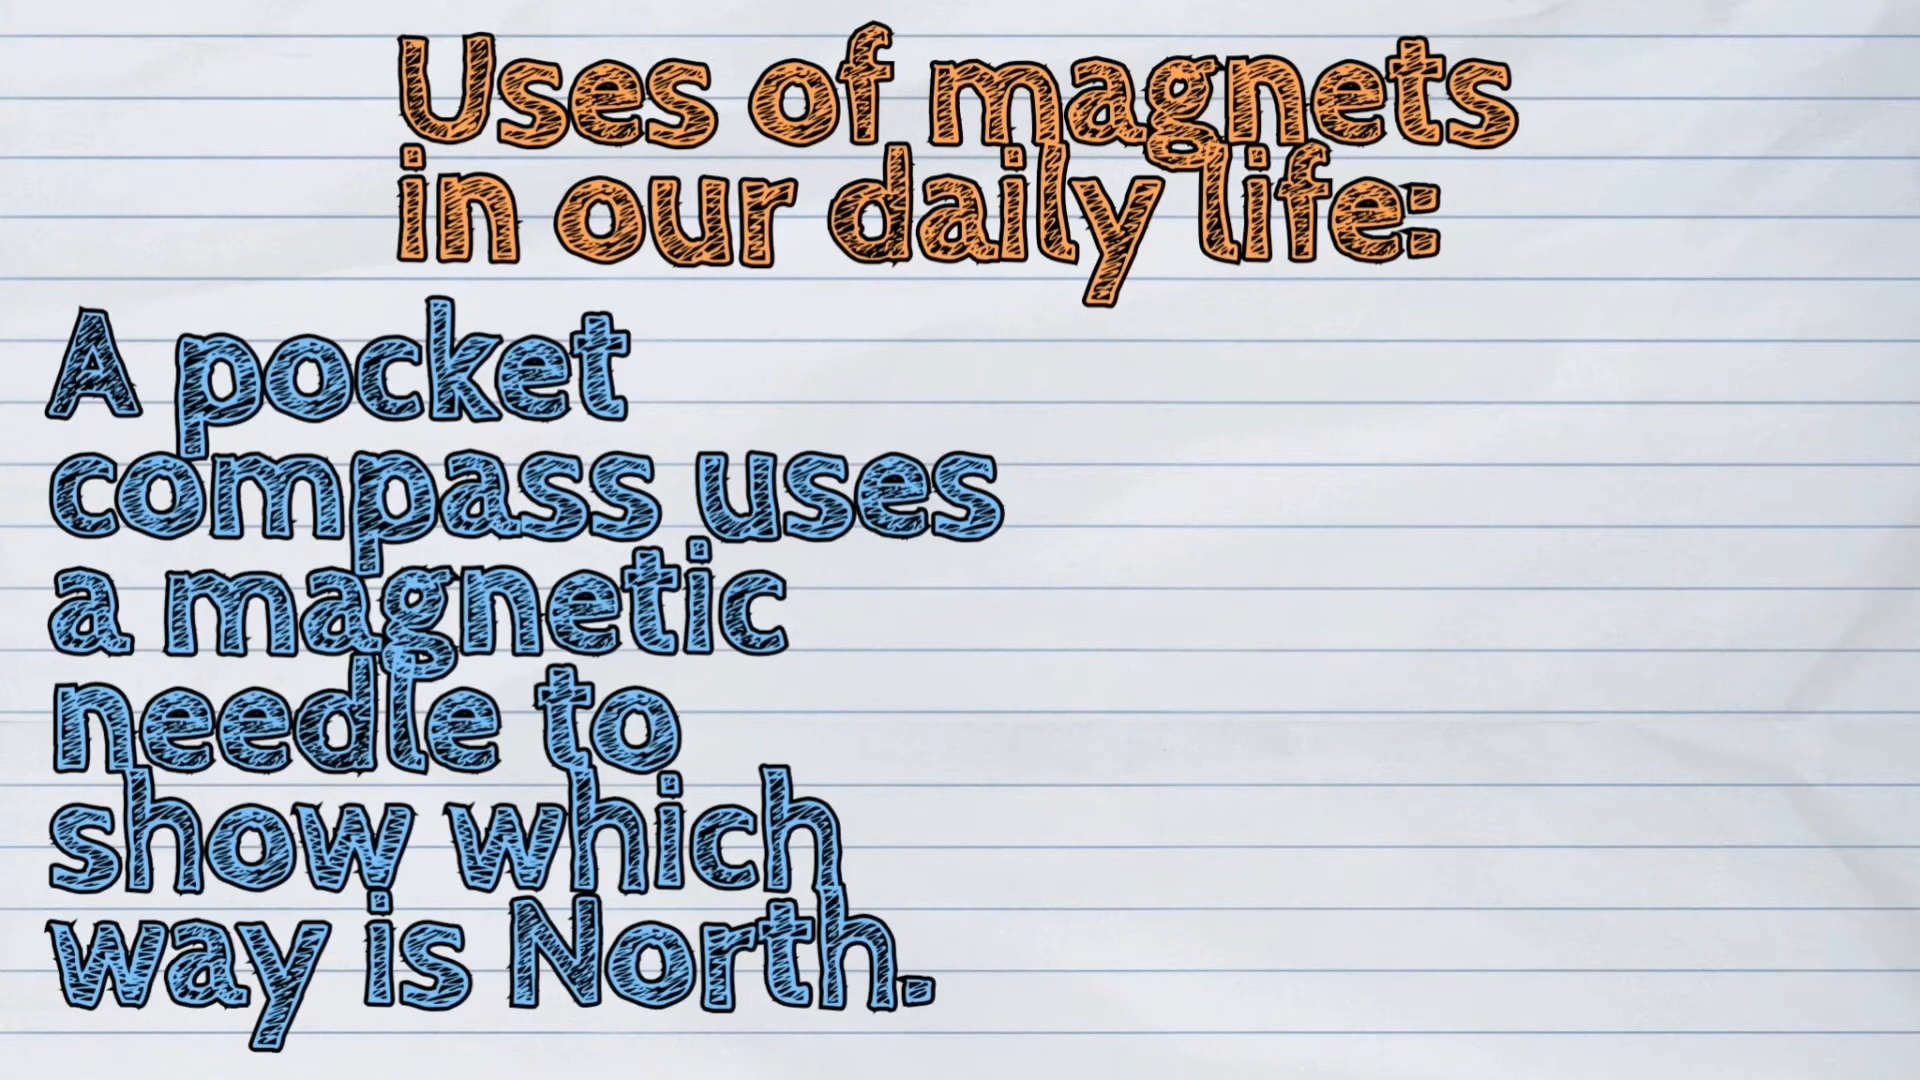 Uses of magnets
in our daily life:
A pocket
compass uses
a magnetic
needle to
show which
way is North.